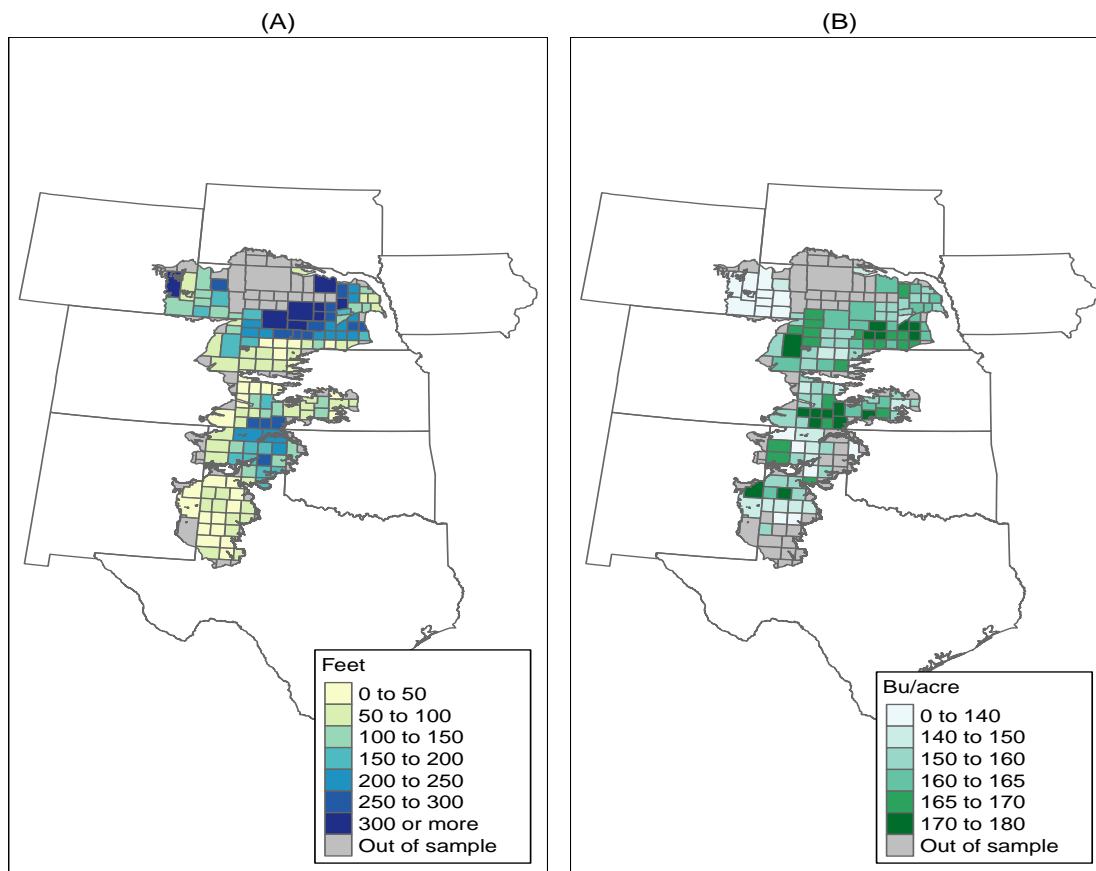 (A)
Feet
0 to 50
50 to 100
100 to 150
150 to 200
200 to 250
250 to 300
300 or more
Out of sample
(B)
Bu/acre
0 to 140
140 to 150
150 to 160
160 to 165
165 to 170
170 to 180
Out of sample